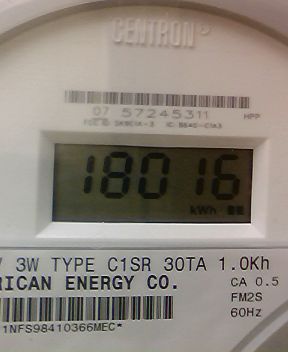 CENTRON
07 57245311 HPP
18016
kWh
V 3W TYPE C1SR 30TA 1.0Kh
RICAN ENERGY CO. CA 0.5
FM2S
60Hz
1NFS98410366MEC*